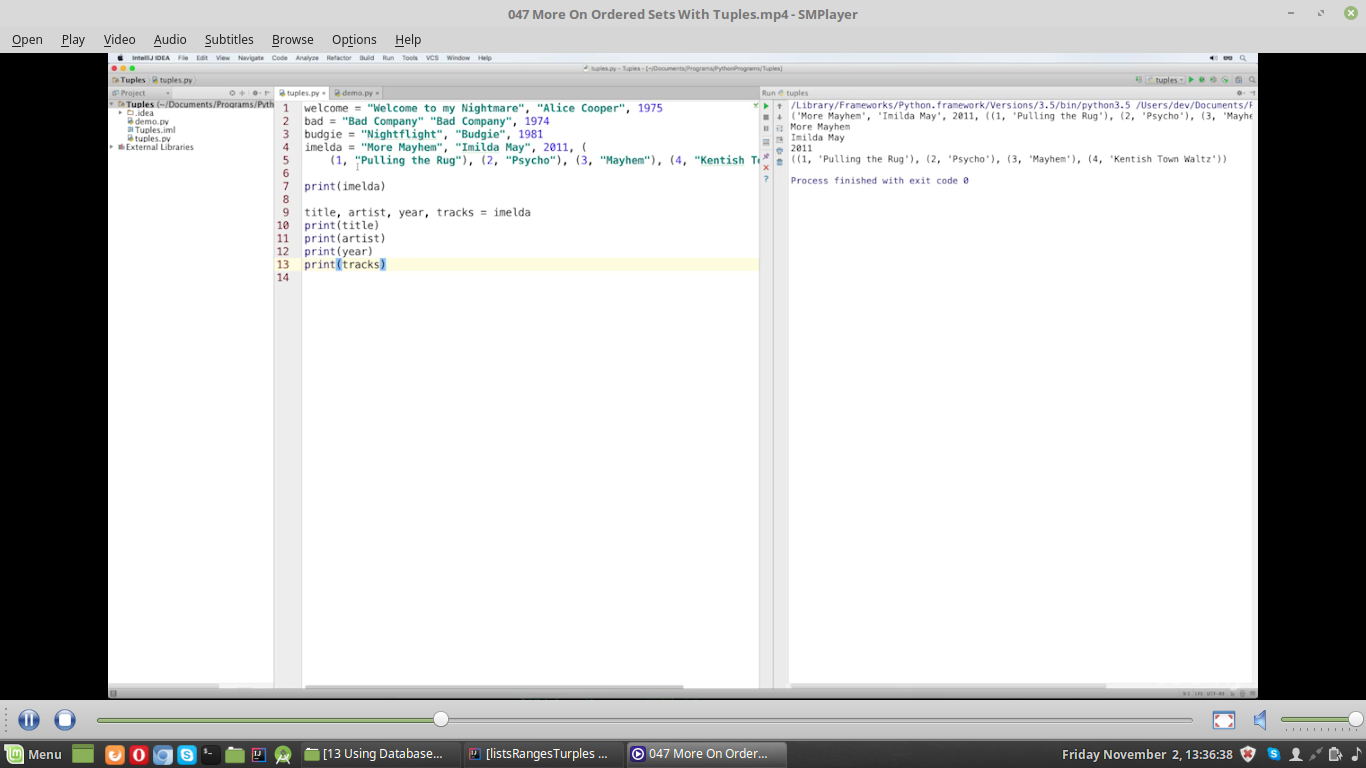 047 More On Ordered Sets With Tuples.mp4 - SMPlayer
Open Play Video Audio Subtitles Browse Options Help
IntelliJ IDEA File Edit View Navigate Code Analyze Refactor Build Run Tools VCS Window Help
tuples.py - Tuples - [~/Documents/Programs/PythonPrograms/Tuples]
Tuples tuples.py
tuples
Project
tuples.py demo.py
Run tuples
Tuples (~/Documents/Programs/Pyth
.idea
demo.py
Tuples.iml
tuples.py
External Libraries
1 welcome = "Welcome to my Nightmare", "Alice Cooper", 1975
2 bad = "Bad Company" "Bad Company", 1974
3 budgie = "Nightflight", "Budgie", 1981
4 imelda = "More Mayhem", "Imilda May", 2011, (
5 (1, "Pulling the Rug"), (2, "Psycho"), (3, "Mayhem"), (4, "Kentish T
6
7 print(imelda)
8
9 title, artist, year, tracks = imelda
10 print(title)
11 print(artist)
12 print(year)
13 print(tracks)
14
/Library/Frameworks/Python.framework/Versions/3.5/bin/python3.5 /Users/dev/Documents/P
('More Mayhem', 'Imilda May', 2011, ((1, 'Pulling the Rug'), (2, 'Psycho'), (3, 'Mayhe
More Mayhem
Imilda May
2011
((1, 'Pulling the Rug'), (2, 'Psycho'), (3, 'Mayhem'), (4, 'Kentish Town Waltz'))
Process finished with exit code 0
Menu
[13 Using Database...
[listsRangesTurples ...
047 More On Order...
Friday November 2, 13:36:38